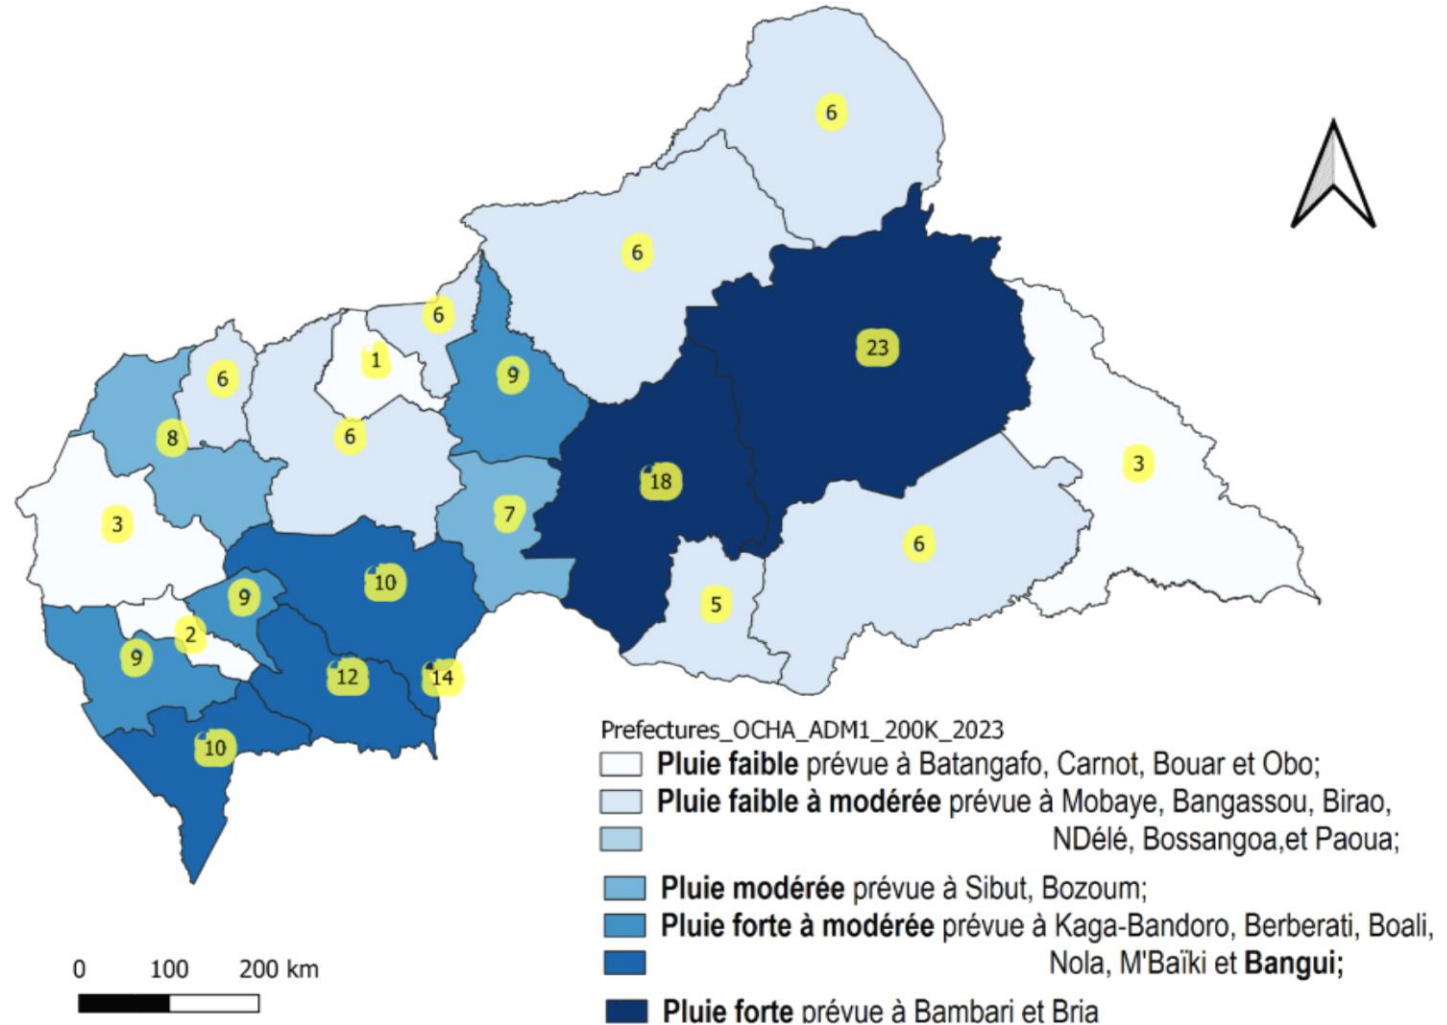 6
6
6
23
1
9
6
6
8
18
3
7
3
6
10
9
5
2
9
12
14
10
Prefectures_OCHA_ADM1_200K_2023
Pluie faible prévue à Batangafo, Carnot, Bouar et Obo;
Pluie faible à modérée prévue à Mobaye, Bangassou, Birao,
NDélé, Bossangoa,et Paoua;
Pluie modérée prévue à Sibut, Bozoum;
Pluie forte à modérée prévue à Kaga-Bandoro, Berberati, Boali,
Nola, M'Baïki et Bangui;
Pluie forte prévue à Bambari et Bria
0 100 200 km